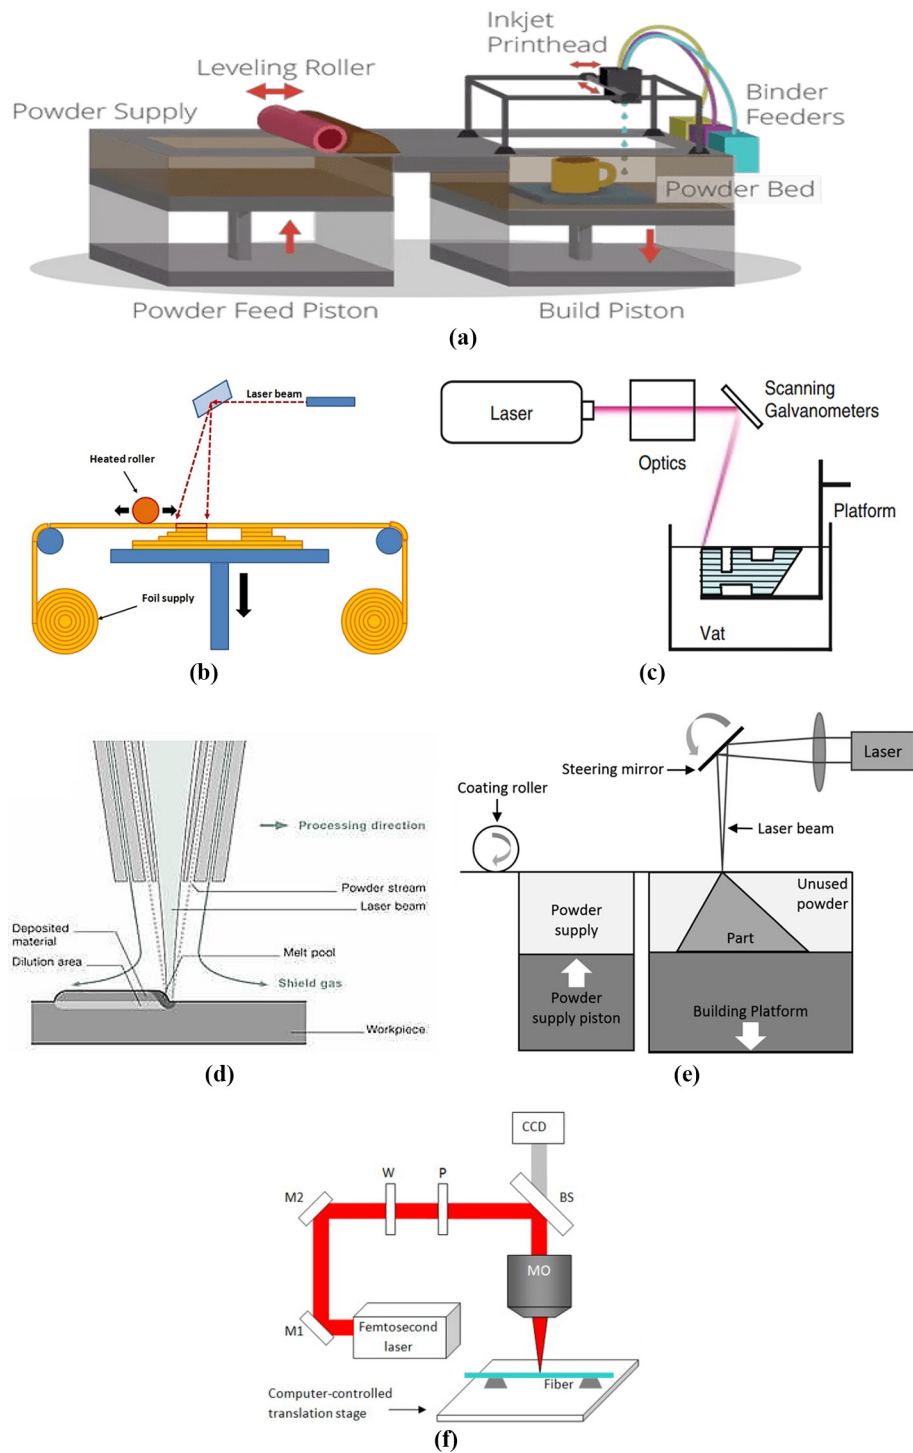 Inkjet
Printhead
Leveling Roller
Powder Supply
Binder
Feeders
Powder Bed
Powder Feed Piston
Build Piston
(a)
Laser beam
Heated roller
Foil supply
(b)
Laser
Optics
Scanning
Galvanometers
Platform
Vat
(c)
Processing direction
Powder stream
Laser beam
Deposited
material
Melt pool
Dilution area
Shield gas
Workpiece
(d)
Laser
Steering mirror
Coating roller
Laser beam
Unused
powder
Powder
supply
Part
Powder
supply piston
Building Platform
(e)
CCD
W
P
M2
BS
MO
M1
Femtosecond
laser
Fiber
Computer-controlled
translation stage
(f)